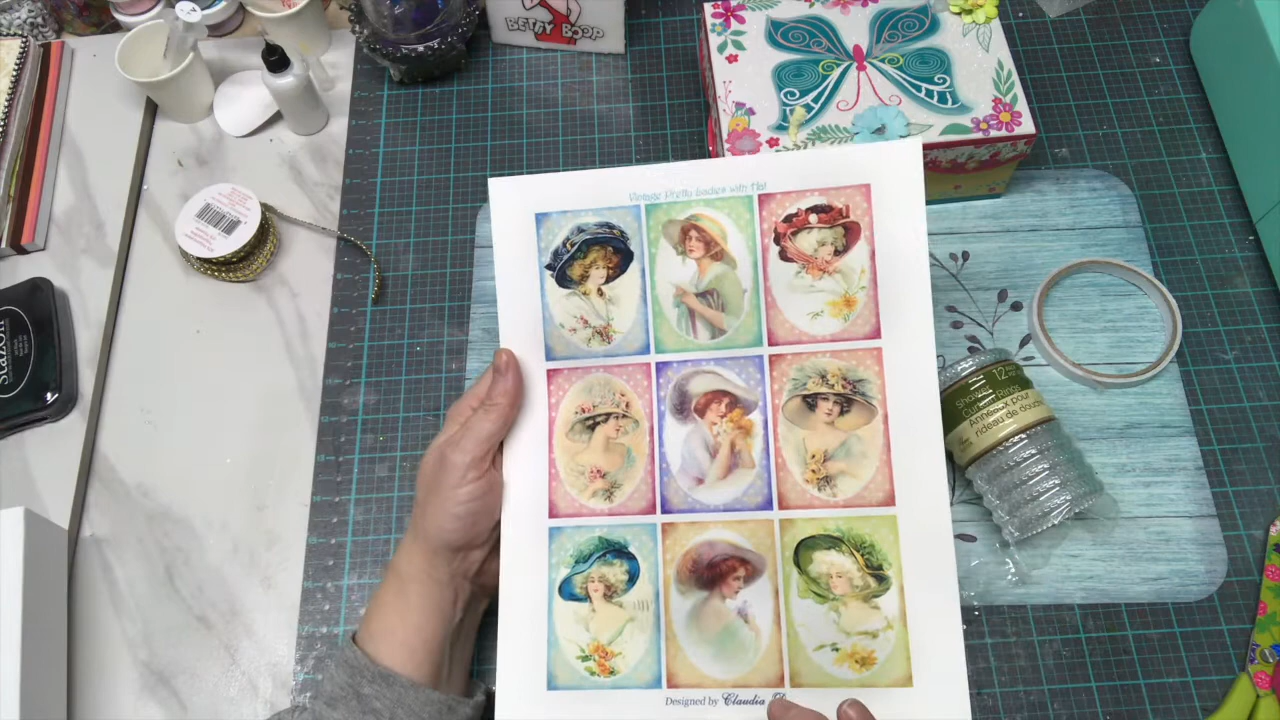 BETTY BOOP
Vintage Pretty Ladies with Hat
StazOn
Shower
12
Curtain Rings
Anneaux pour
rideau de douche
Designed by Claudia